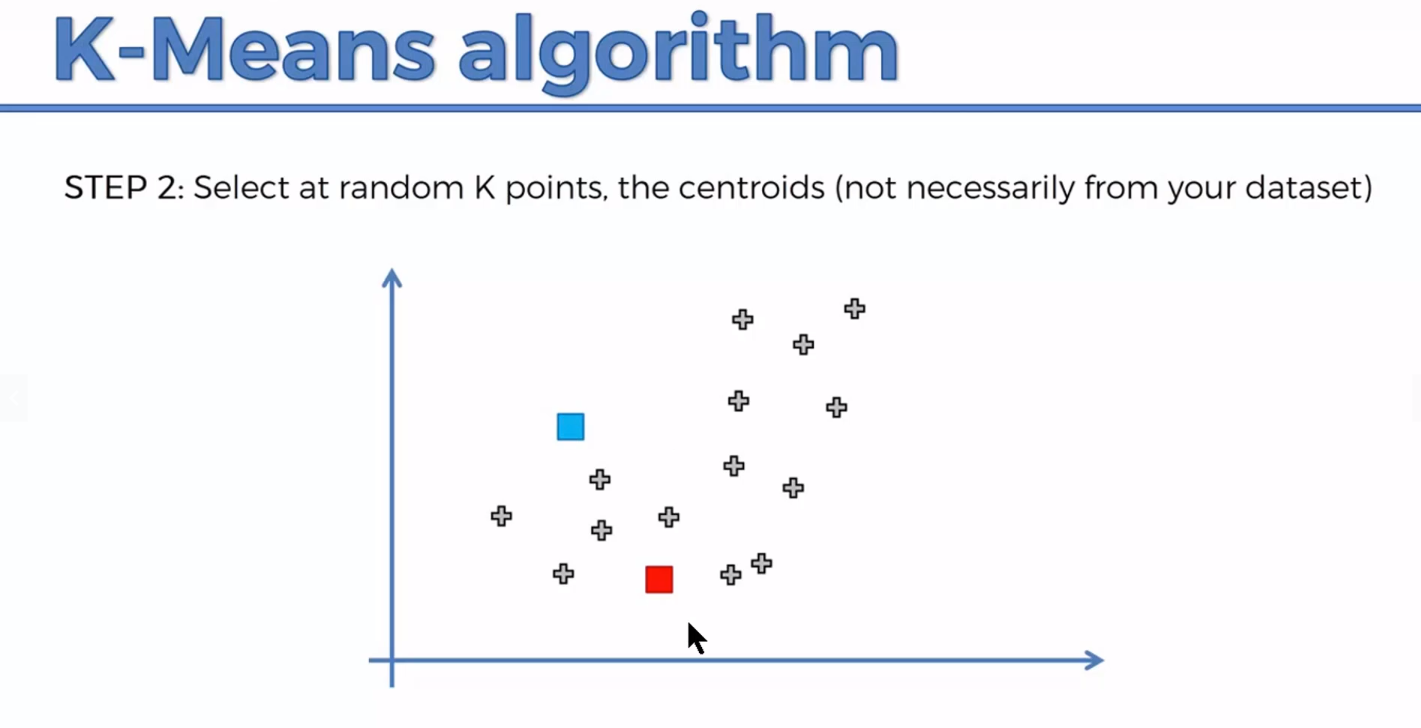 K-Means algorithm
STEP 2: Select at random K points, the centroids (not necessarily from your dataset)